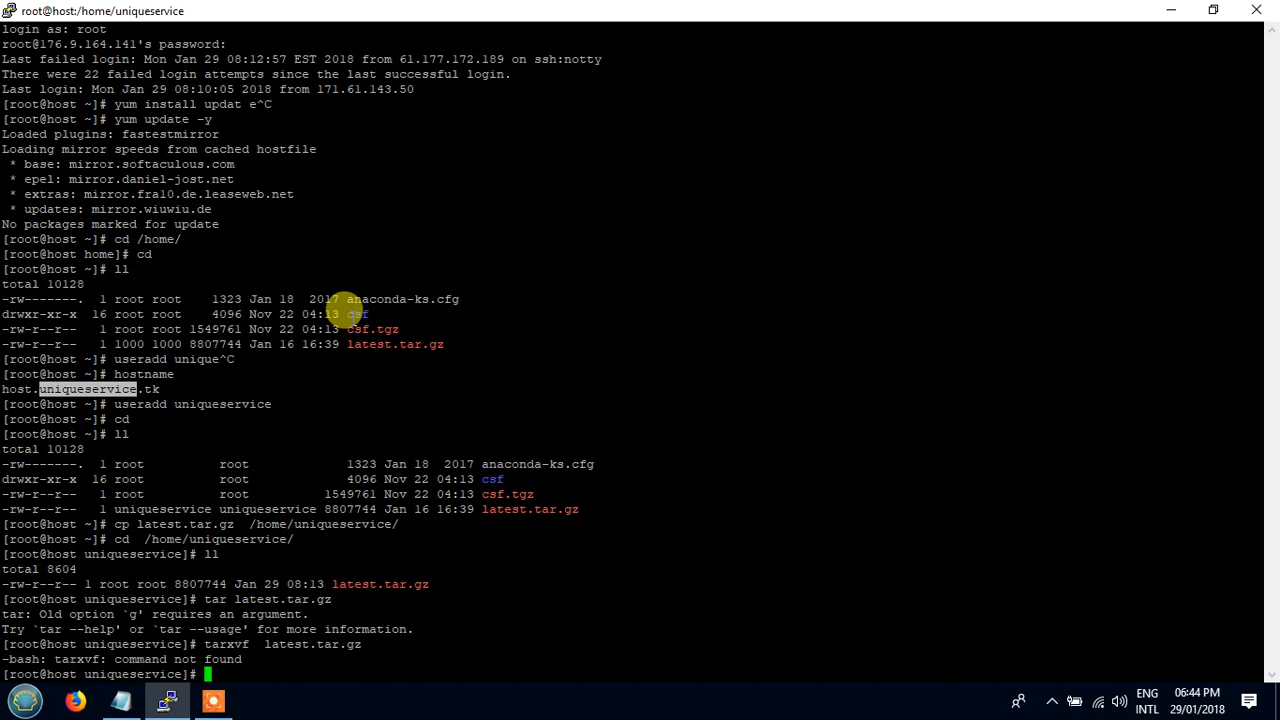 root@host:/home/uniqueservice
login as: root
root@176.9.164.141's password:
Last failed login: Mon Jan 29 08:12:57 EST 2018 from 61.177.172.189 on ssh:notty
There were 22 failed login attempts since the last successful login.
Last login: Mon Jan 29 08:10:05 2018 from 171.61.143.50
[root@host ~]# yum install updat e^C
[root@host ~]# yum update -y
Loaded plugins: fastestmirror
Loading mirror speeds from cached hostfile
 * base: mirror.softaculous.com
 * epel: mirror.daniel-jost.net
 * extras: mirror.fra10.de.leaseweb.net
 * updates: mirror.wiuwiu.de
No packages marked for update
[root@host ~]# cd /home/
[root@host home]# cd
[root@host ~]# ll
total 10128
-rw-------.  1 root root    1323 Jan 18  2017 anaconda-ks.cfg
drwxr-xr-x  16 root root    4096 Nov 22 04:13 csf
-rw-r--r--   1 root root 1549761 Nov 22 04:13 csf.tgz
-rw-r--r--   1 1000 1000 8807744 Jan 16 16:39 latest.tar.gz
[root@host ~]# useradd unique^C
[root@host ~]# hostname
host.uniqueservice.tk
[root@host ~]# useradd uniqueservice
[root@host ~]# cd
[root@host ~]# ll
total 10128
-rw-------.  1 root          root             1323 Jan 18  2017 anaconda-ks.cfg
drwxr-xr-x  16 root          root             4096 Nov 22 04:13 csf
-rw-r--r--   1 root          root          1549761 Nov 22 04:13 csf.tgz
-rw-r--r--   1 uniqueservice uniqueservice 8807744 Jan 16 16:39 latest.tar.gz
[root@host ~]# cp latest.tar.gz  /home/uniqueservice/
[root@host ~]# cd  /home/uniqueservice/
[root@host uniqueservice]# ll
total 8604
-rw-r--r-- 1 root root 8807744 Jan 29 08:13 latest.tar.gz
[root@host uniqueservice]# tar latest.tar.gz
tar: Old option `g' requires an argument.
Try `tar --help' or `tar --usage' for more information.
[root@host uniqueservice]# tarxvf  latest.tar.gz
-bash: tarxvf: command not found
[root@host uniqueservice]#
ENG 06:44 PM
INTL 29/01/2018